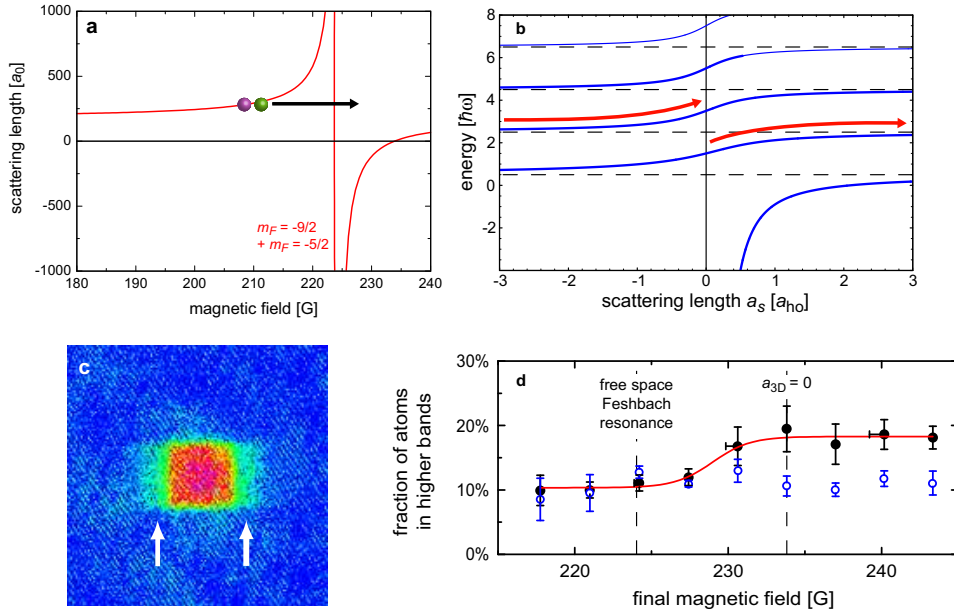 a
scattering length [a0]
1000
500
0
-500
-1000
mF = -9/2
+ mF = -5/2
180 190 200 210 220 230 240
magnetic field [G]
b
energy [ħω]
8
6
4
2
0
-2
-3 -2 -1 0 1 2 3
scattering length as [aho]
c
d
fraction of atoms
in higher bands
30%
20%
10%
0%
free space
Feshbach
resonance
a3D = 0
220 230 240
final magnetic field [G]